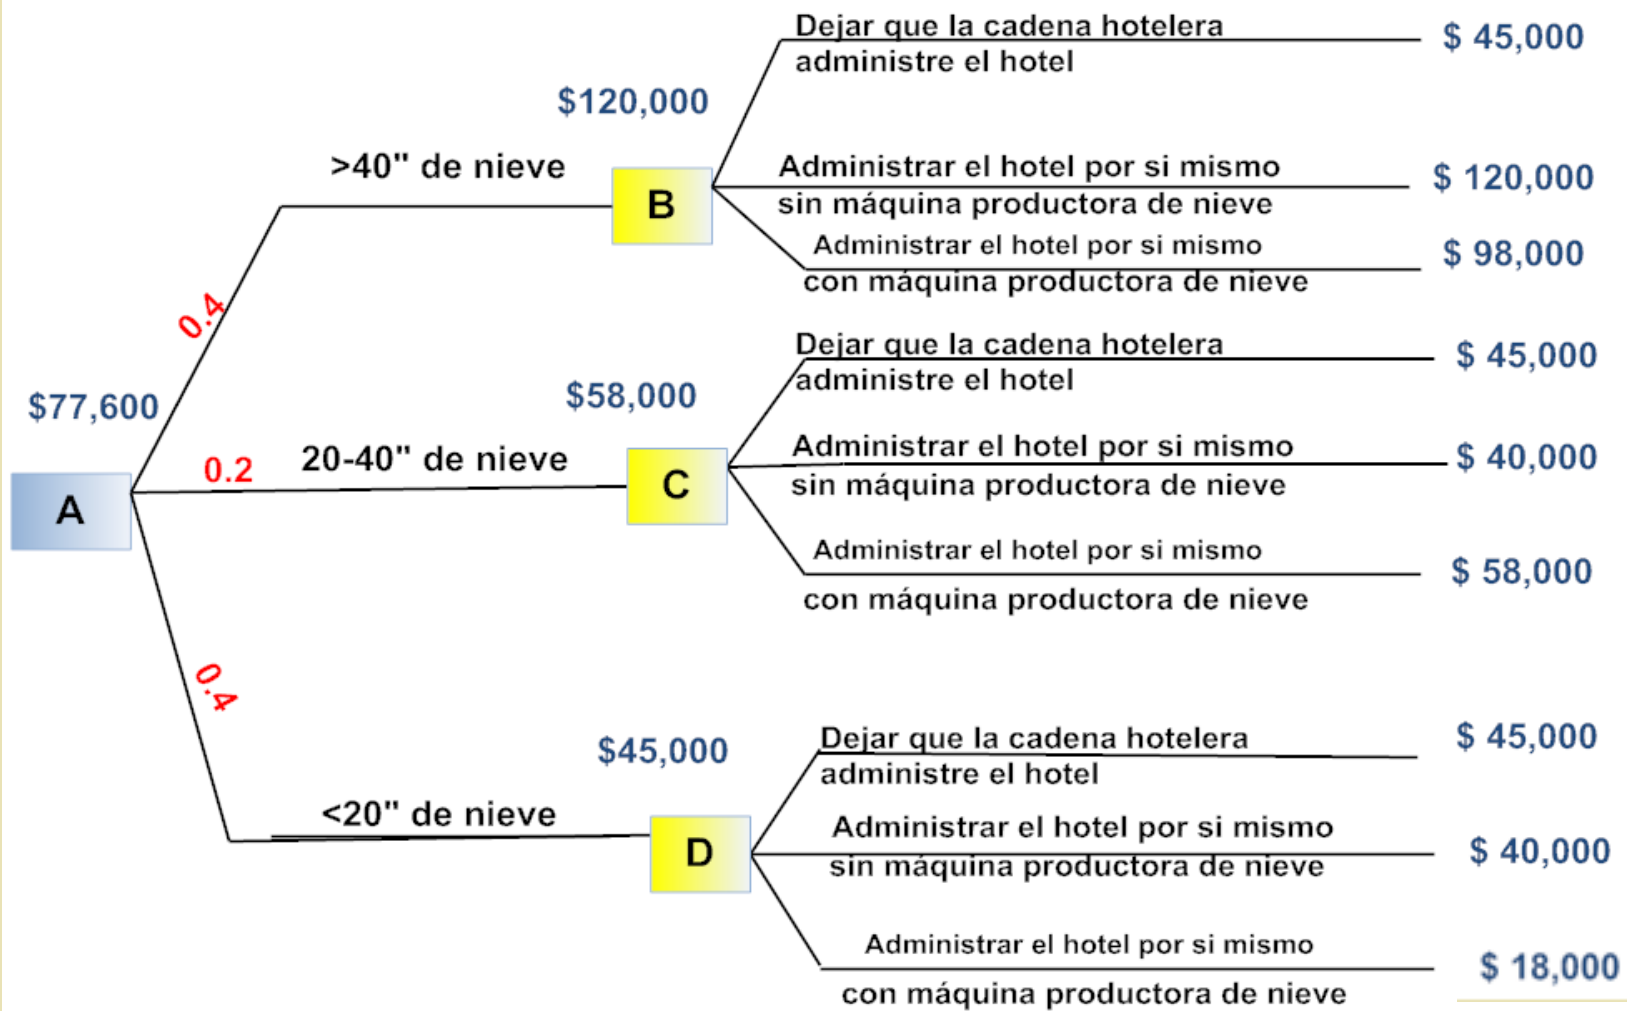 Dejar que la cadena hotelera
administre el hotel
$ 45,000
$120,000
>40" de nieve
B
Administrar el hotel por si mismo
sin máquina productora de nieve
$ 120,000
Administrar el hotel por si mismo
con máquina productora de nieve
$ 98,000
0.4
Dejar que la cadena hotelera
administre el hotel
$ 45,000
$77,600
$58,000
A
0.2
20-40" de nieve
C
Administrar el hotel por si mismo
sin máquina productora de nieve
$ 40,000
Administrar el hotel por si mismo
con máquina productora de nieve
$ 58,000
0.4
$45,000
<20" de nieve
D
Dejar que la cadena hotelera
administre el hotel
$ 45,000
Administrar el hotel por si mismo
sin máquina productora de nieve
$ 40,000
Administrar el hotel por si mismo
con máquina productora de nieve
$ 18,000